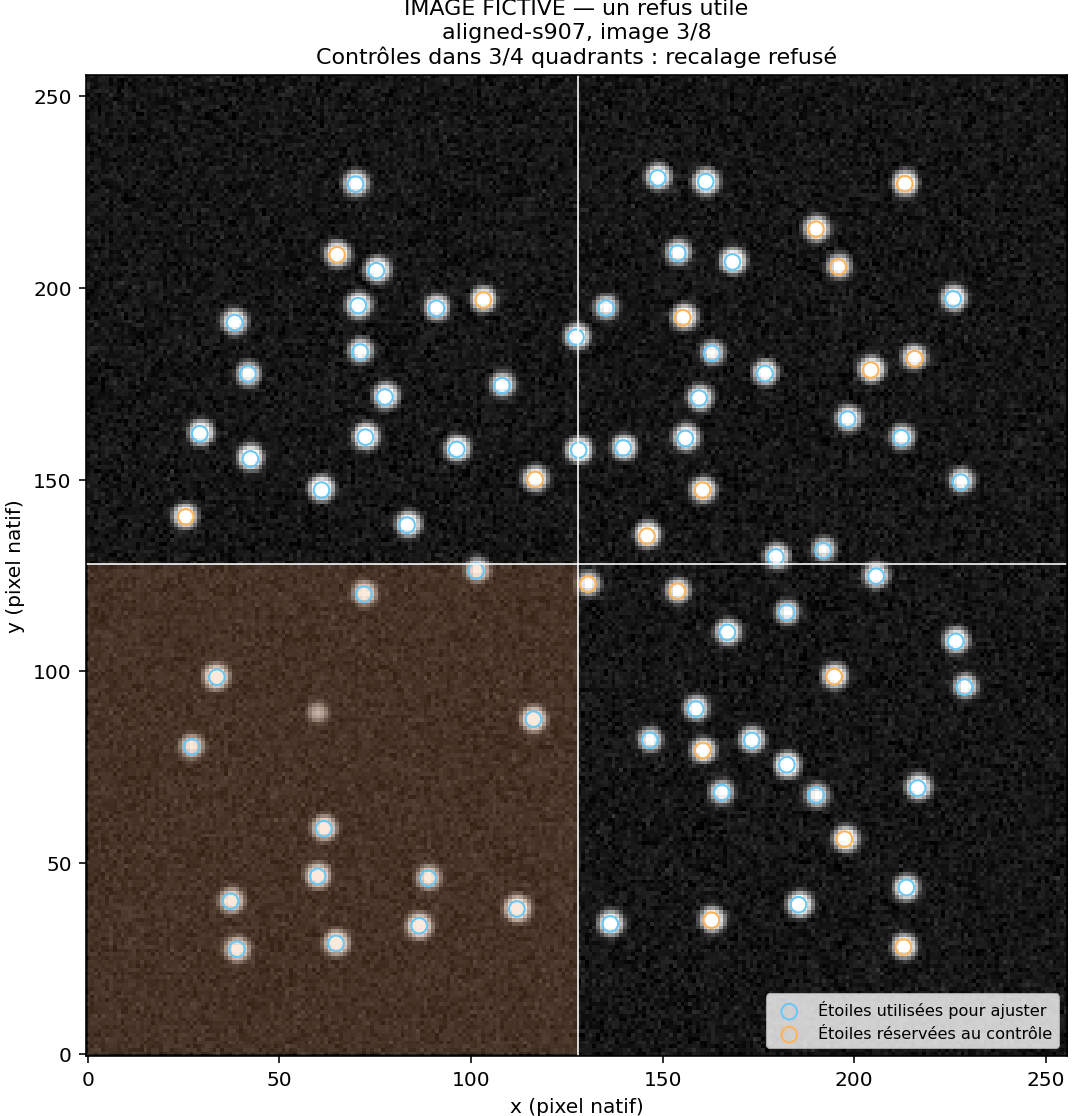 IMAGE FICTIVE — un refus utile
aligned-s907, image 3/8
Contrôles dans 3/4 quadrants : recalage refusé
250
200
150
100
50
0
y (pixel natif)
0 50 100 150 200 250
x (pixel natif)
Étoiles utilisées pour ajuster
Étoiles réservées au contrôle